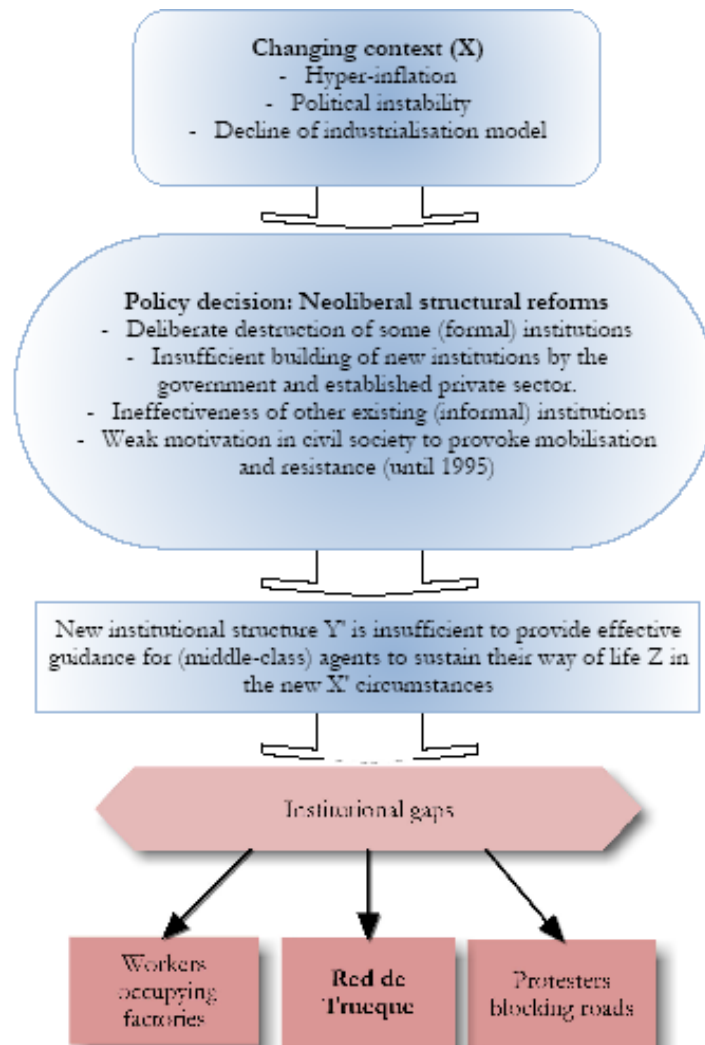 Changing context (X)
- Hyper-inflation
- Political instability
- Decline of industrialisation model
Policy decision: Neoliberal structural reforms
- Deliberate destruction of some (formal) institutions
- Insufficient building of new institutions by the
government and established private sector.
- Ineffectiveness of other existing (informal) institutions
- Weak motivation in civil society to provoke mobilisation
and resistance (until 1995)
New institutional structure Y' is insufficient to provide effective
guidance for (middle-class) agents to sustain their way of life Z in
the new X' circumstances
Institutional gaps
Workers
occupying
factories
Red de
Trueque
Protesters
blocking roads